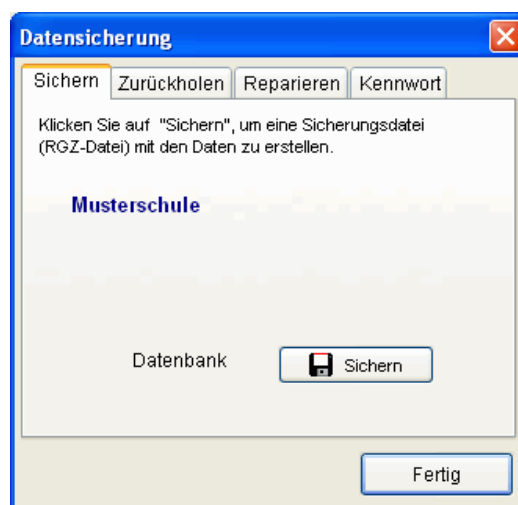 Datensicherung
Sichern Zurückholen Reparieren Kennwort
Klicken Sie auf "Sichern", um eine Sicherungsdatei
(RGZ-Datei) mit den Daten zu erstellen.
Musterschule
Datenbank Sichern
Fertig